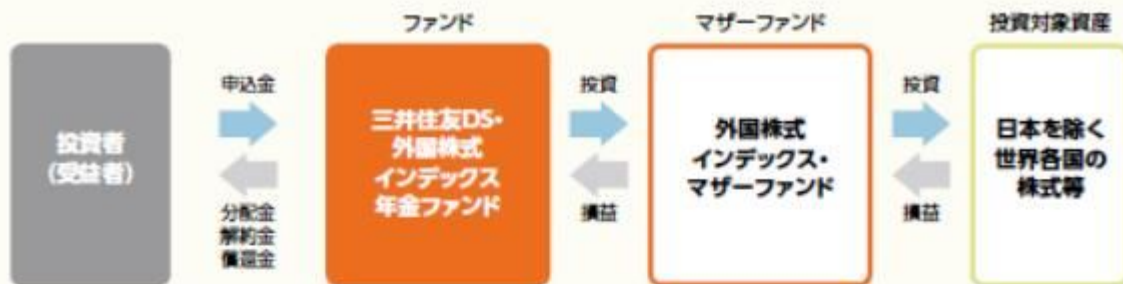 ファンド
マザーファンド
投資対象資産
投資者
(受益者)
申込金
分配金
解約金
償還金
三井住友DS・
外国株式
インデックス
年金ファンド
投資
損益
外国株式
インデックス・
マザーファンド
投資
損益
日本を除く
世界各国の
株式等